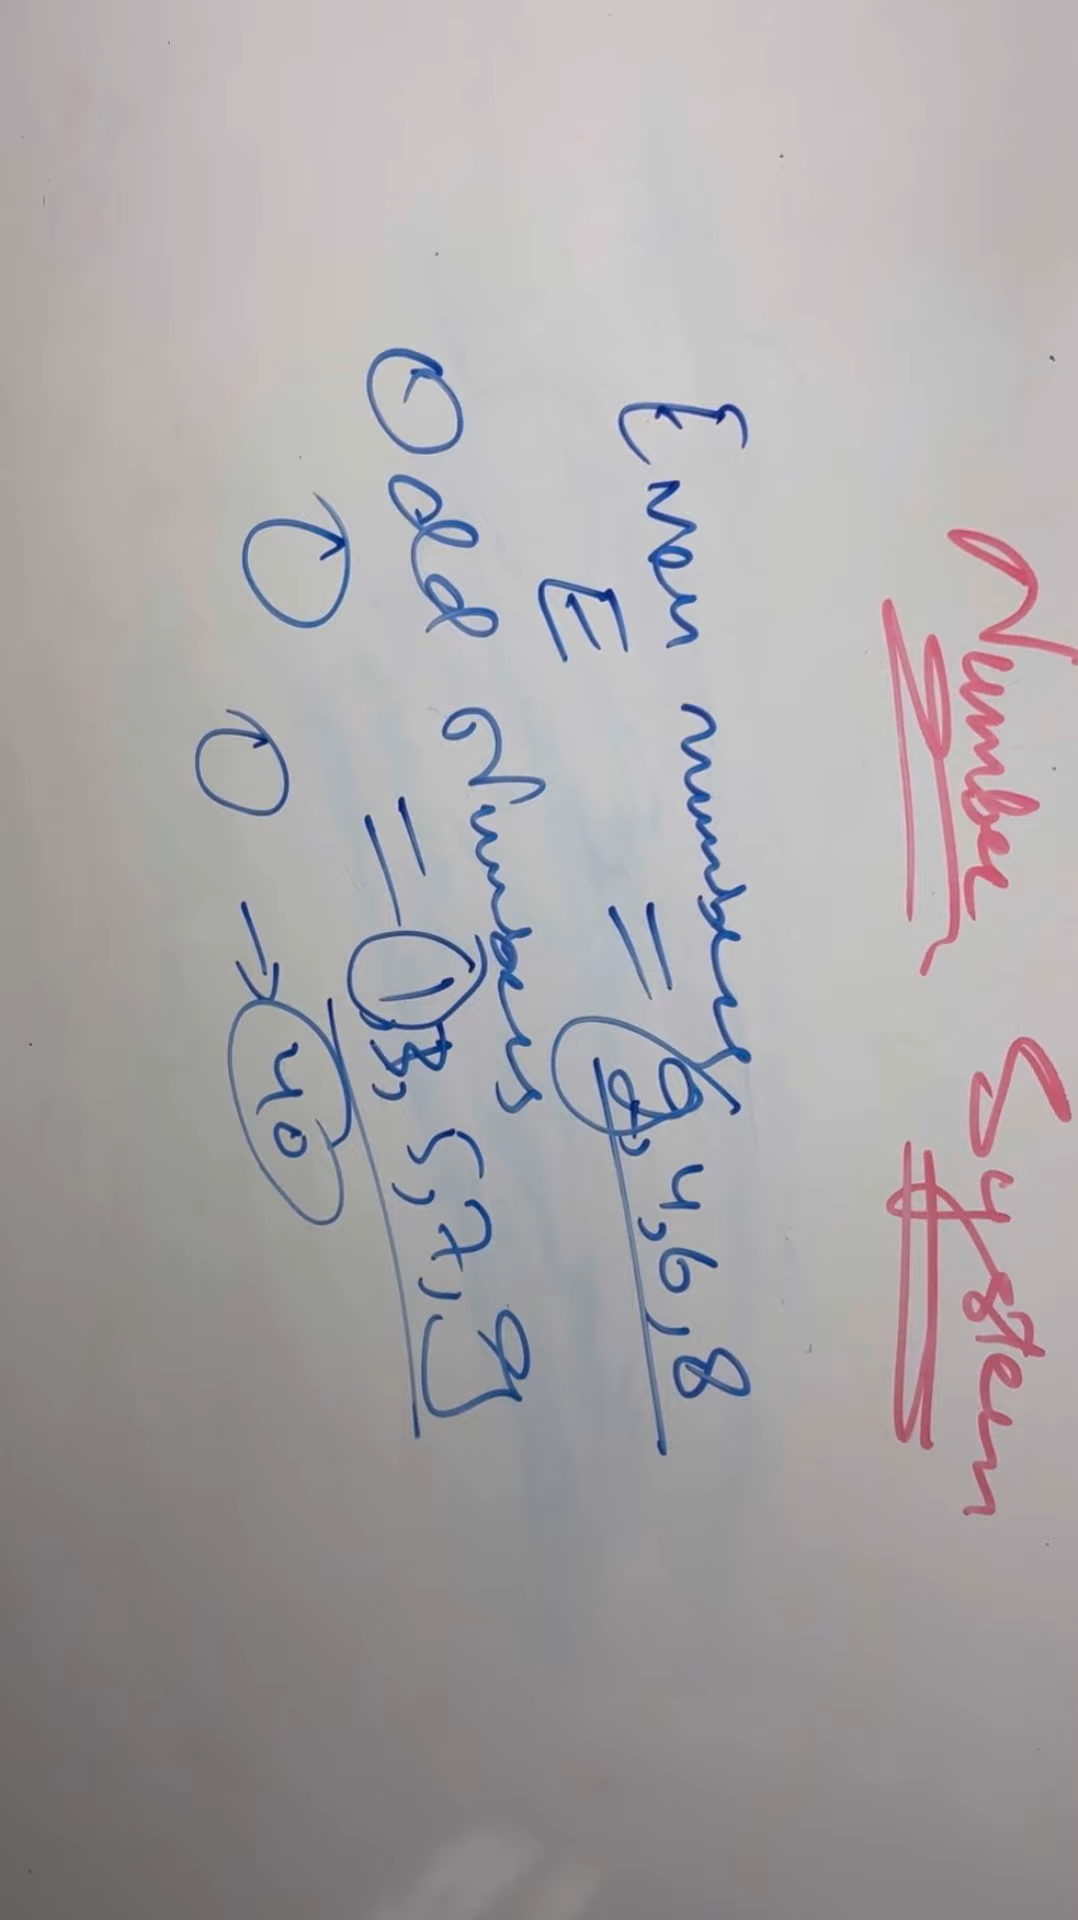 Number System
Even numbers
E = 2, 4, 6, 8
Odd Numbers
O = 1, 3, 5, 7, 9
O → 40